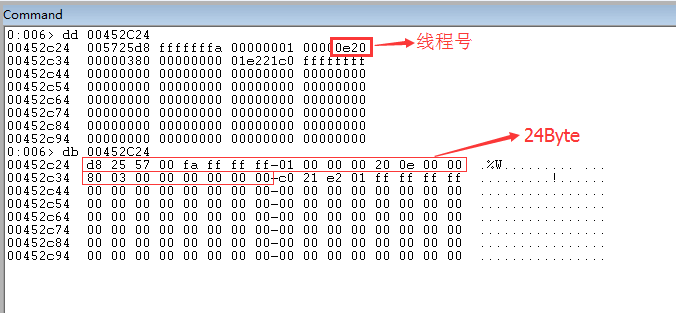 Command
0:006> dd 00452C24
00452c24  005725d8 fffffffa 00000001 00000e20
00452c34  00000380 00000000 01e221c0 ffffffff
00452c44  00000000 00000000 00000000 00000000
00452c54  00000000 00000000 00000000 00000000
00452c64  00000000 00000000 00000000 00000000
00452c74  00000000 00000000 00000000 00000000
00452c84  00000000 00000000 00000000 00000000
00452c94  00000000 00000000 00000000 00000000
线程号
0:006> db 00452C24
24Byte
00452c24  d8 25 57 00 fa ff ff ff-01 00 00 00 20 0e 00 00  .%W......... ...
00452c34  80 03 00 00 00 00 00 00-c0 21 e2 01 ff ff ff ff  .........!......
00452c44  00 00 00 00 00 00 00 00-00 00 00 00 00 00 00 00  ................
00452c54  00 00 00 00 00 00 00 00-00 00 00 00 00 00 00 00  ................
00452c64  00 00 00 00 00 00 00 00-00 00 00 00 00 00 00 00  ................
00452c74  00 00 00 00 00 00 00 00-00 00 00 00 00 00 00 00  ................
00452c84  00 00 00 00 00 00 00 00-00 00 00 00 00 00 00 00  ................
00452c94  00 00 00 00 00 00 00 00-00 00 00 00 00 00 00 00  ................